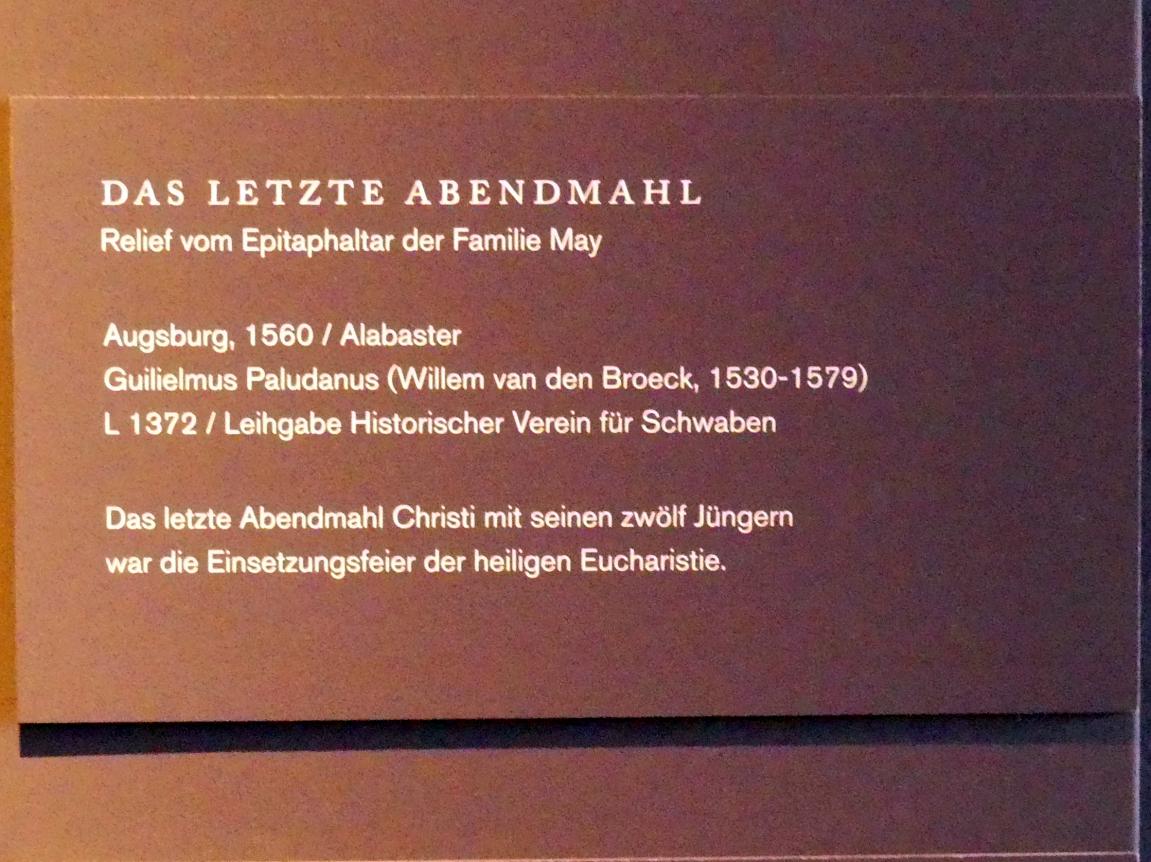 DAS LETZTE ABENDMAHL
Relief vom Epitaphaltar der Familie May
Augsburg, 1560 / Alabaster
Guilielmus Paludanus (Willem van den Broeck, 1530-1579)
L 1372 / Leihgabe Historischer Verein für Schwaben
Das letzte Abendmahl Christi mit seinen zwölf Jüngern
war die Einsetzungsfeier der heiligen Eucharistie.